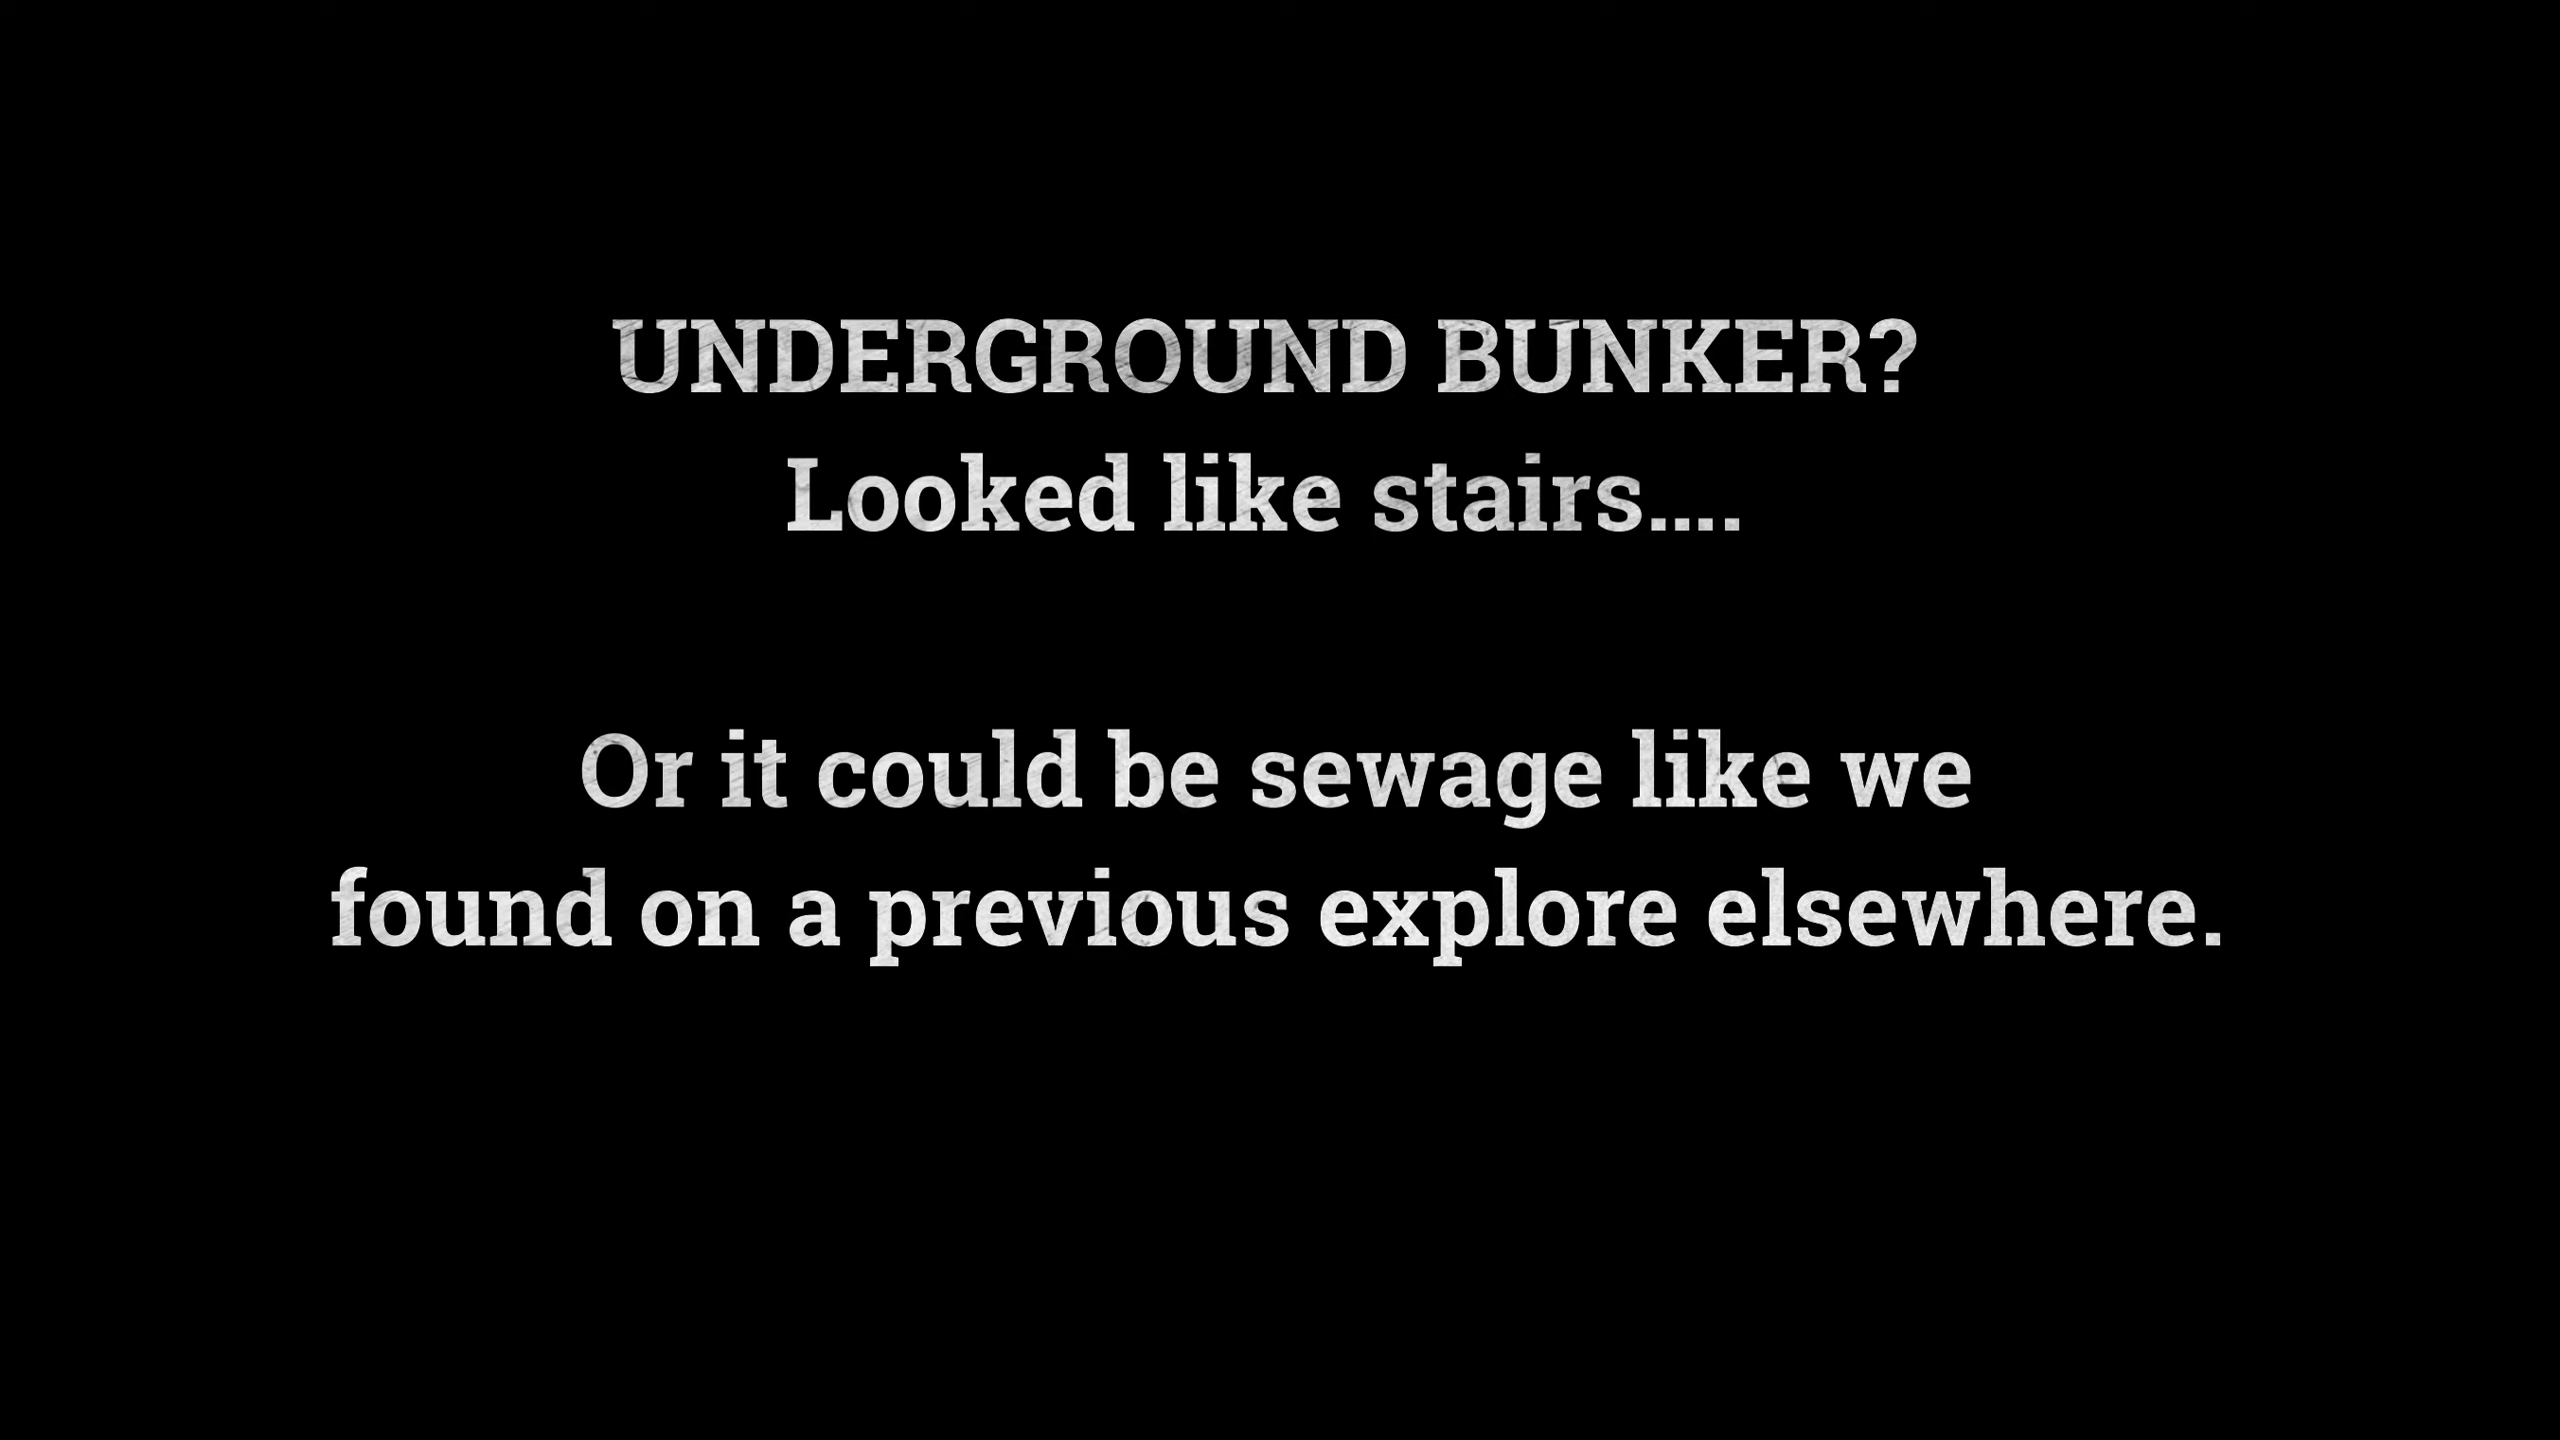 UNDERGROUND BUNKER?
Looked like stairs....
Or it could be sewage like we
found on a previous explore elsewhere.